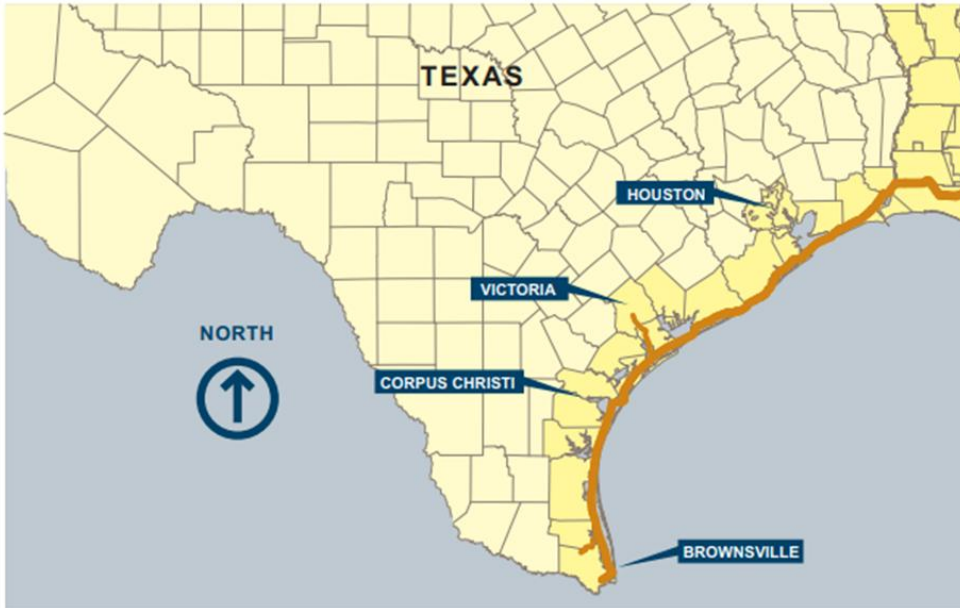 TEXAS
HOUSTON
VICTORIA
NORTH
CORPUS CHRISTI
BROWNSVILLE